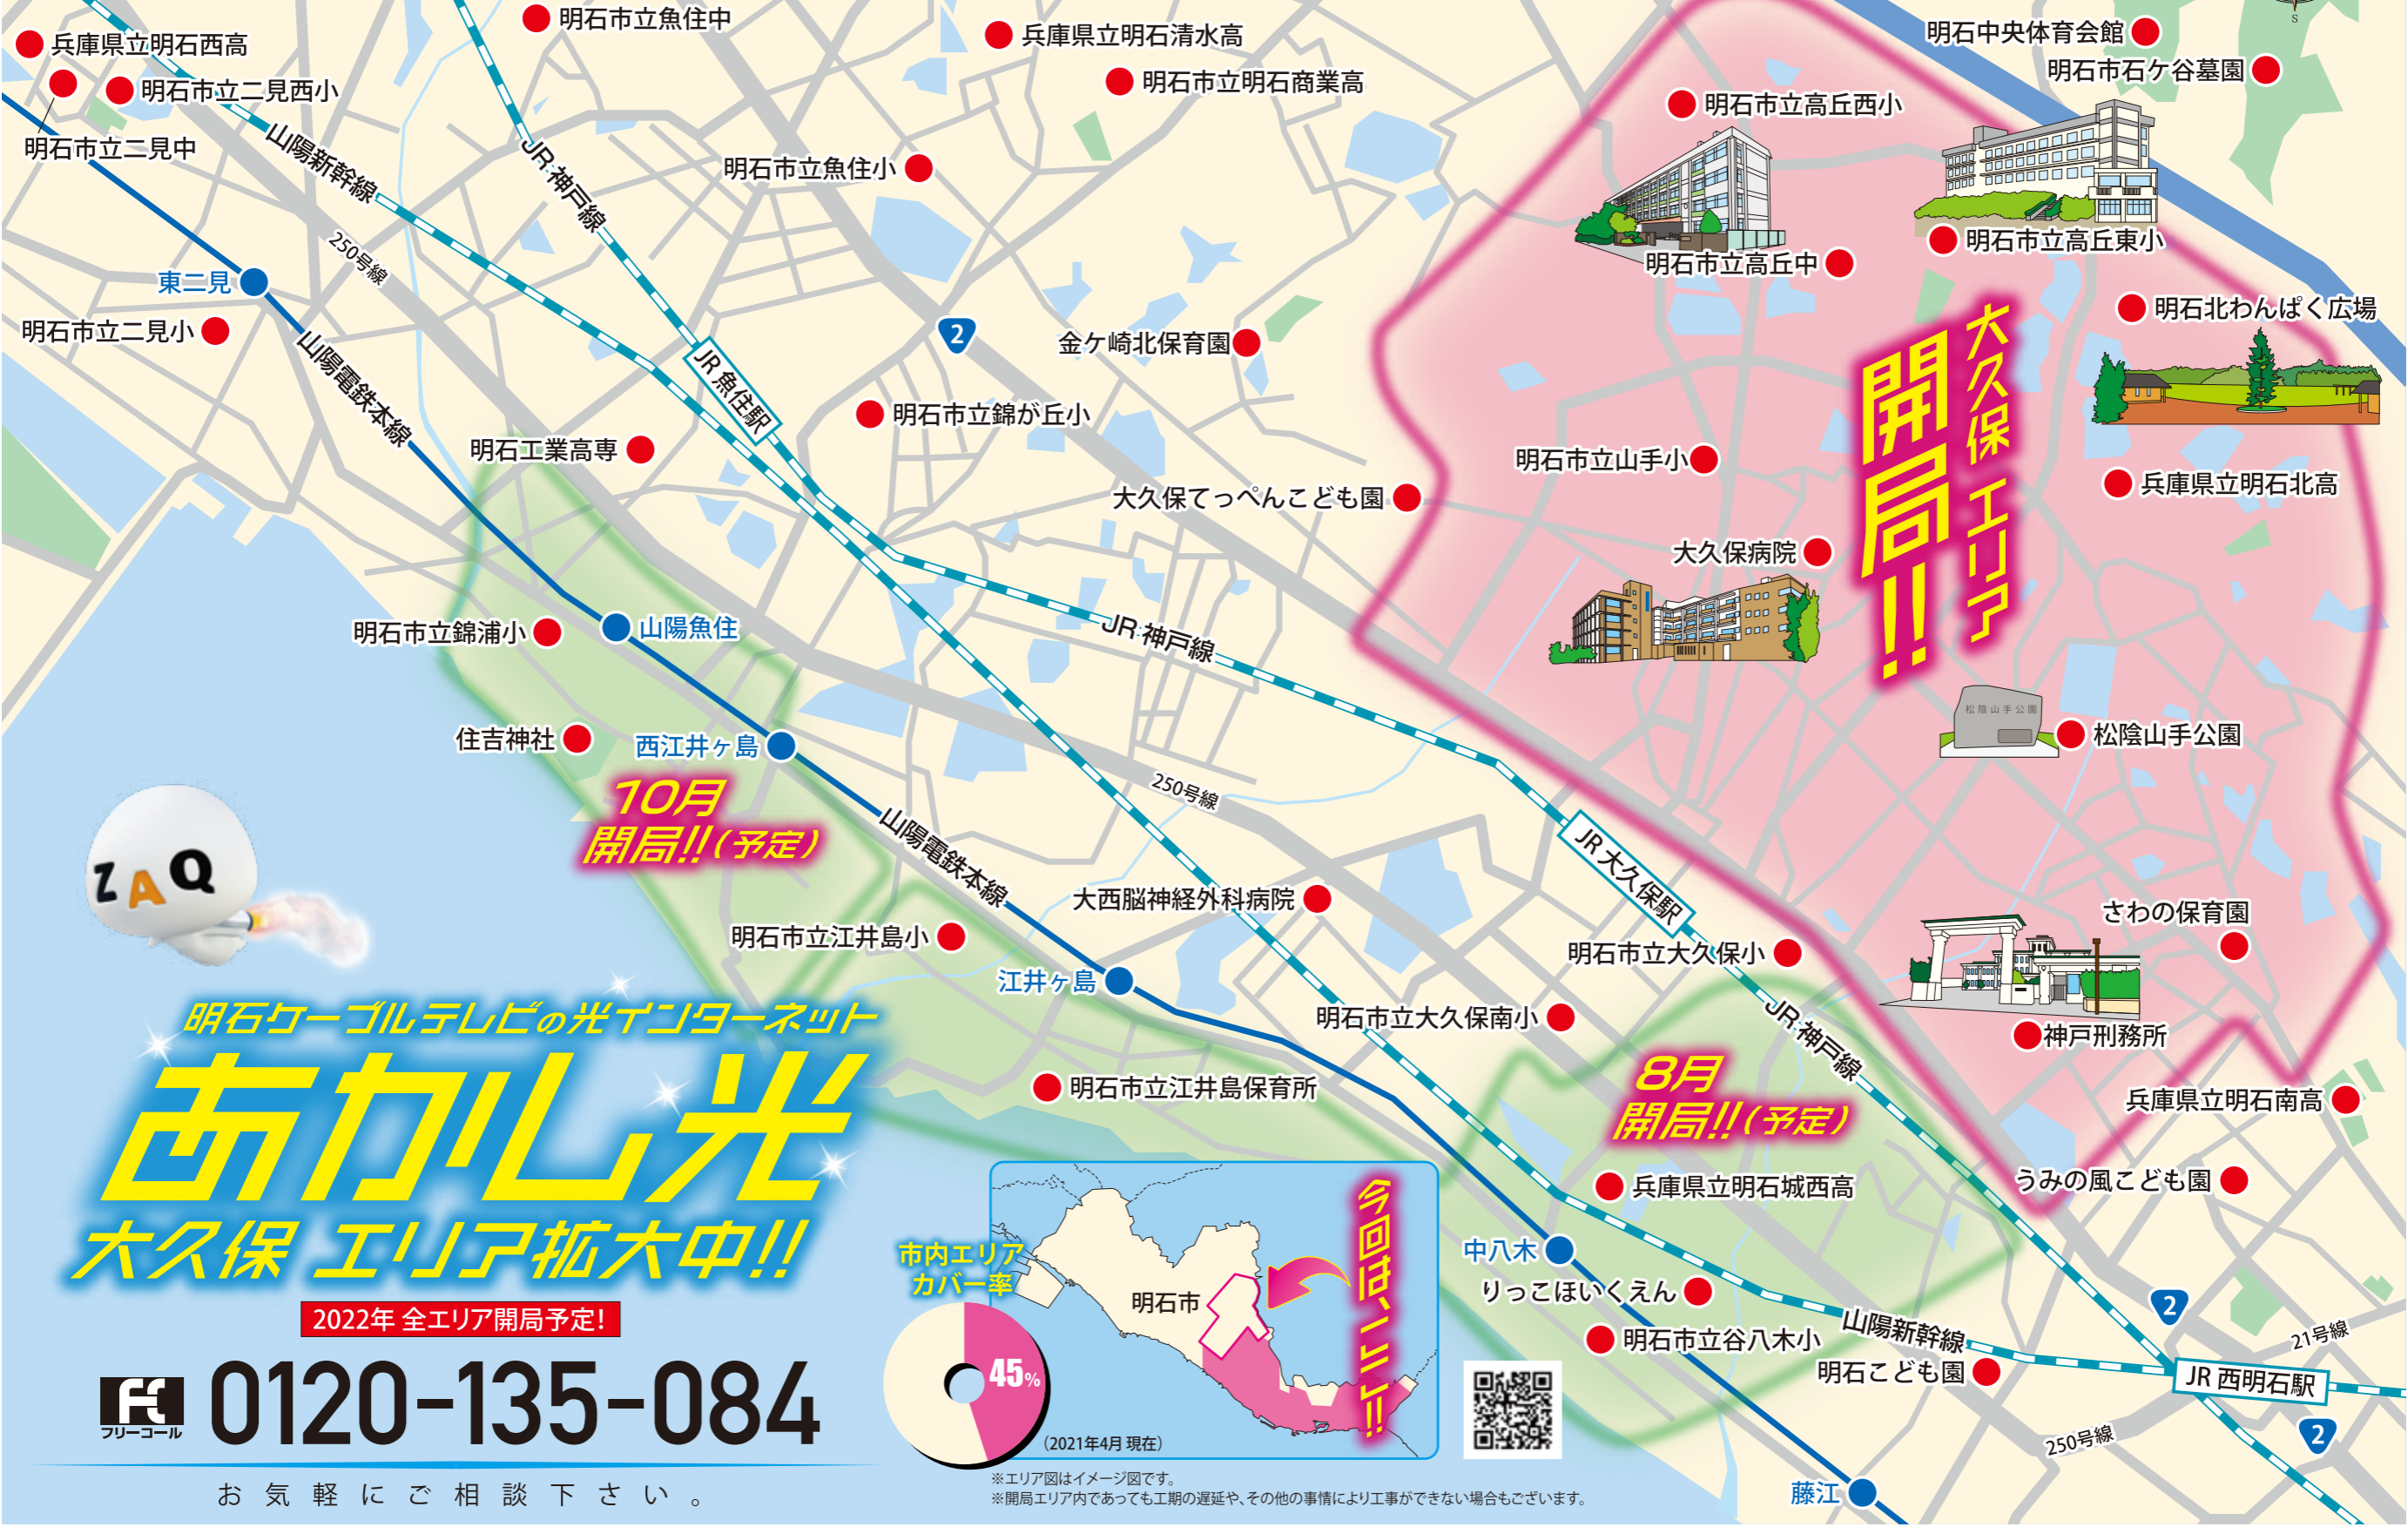 明石市立魚住中
兵庫県立明石清水高
明石市立明石商業高
兵庫県立明石西高
明石市立二見西小
明石市立二見中
山陽新幹線
JR 神戸線
明石市立魚住小
250号線
東二見
明石市立二見小
山陽電鉄本線
JR 魚住駅
2
金ケ崎北保育園
明石市立錦が丘小
明石工業高専
大久保てっぺんこども園
明石中央体育会館
S
明石市石ケ谷墓園
明石市立高丘西小
明石市立高丘東小
明石市立高丘中
明石北わんぱく広場
大久保 エリア
開局!!
明石市立山手小
兵庫県立明石北高
大久保病院
松陰山手公園
松陰山手公園
明石市立錦浦小
山陽魚住
JR 神戸線
住吉神社
西江井ヶ島
10月
開局!!(予定)
250号線
山陽電鉄本線
JR 大久保駅
大西脳神経外科病院
明石市立江井島小
江井ヶ島
明石市立大久保小
明石市立大久保南小
さわの保育園
神戸刑務所
JR 神戸線
8月
開局!!(予定)
明石市立江井島保育所
兵庫県立明石南高
うみの風こども園
兵庫県立明石城西高
中八木
りっこほいくえん
明石市立谷八木小
山陽新幹線
明石こども園
2
21号線
JR 西明石駅
250号線
2
藤江
ZAQ
明石ケーブルテレビの光インターネット
あかし光
大久保 エリア拡大中!!
2022年 全エリア開局予定!
フリーコール
0120-135-084
お気軽にご相談下さい。
市内エリア
カバー率
45%
明石市
今回は、ココ!!
(2021年4月 現在)
※エリア図はイメージ図です。
※開局エリア内であっても工期の遅延や、その他の事情により工事ができない場合もございます。